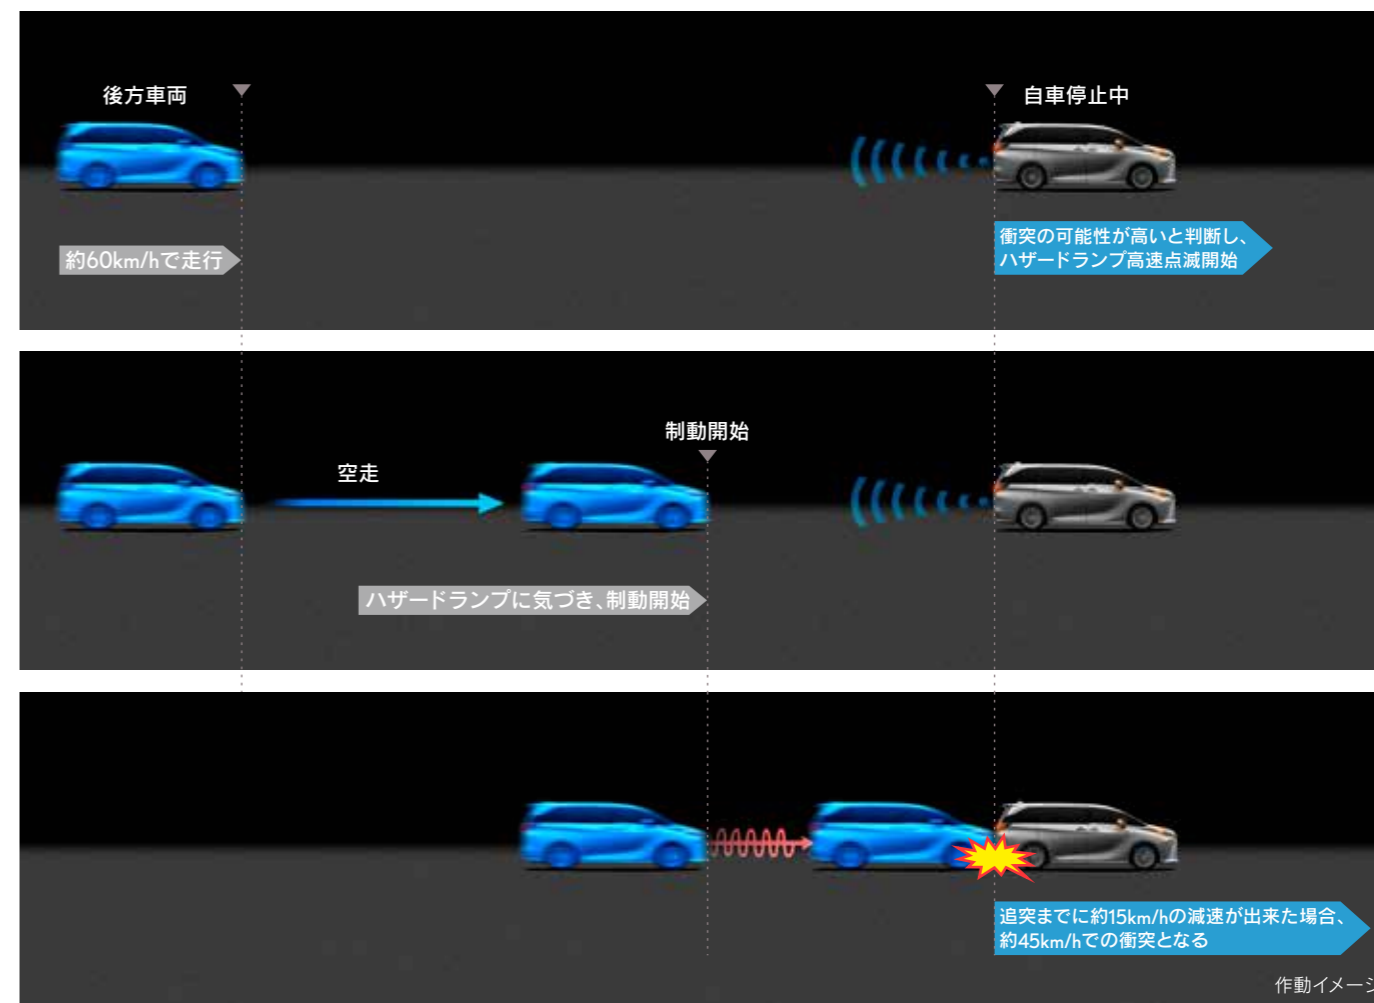 後方車両
自車停止中
約60km/hで走行
衝突の可能性が高いと判断し、
ハザードランプ高速点滅開始
制動開始
空走
ハザードランプに気づき、制動開始
追突までに約15km/hの減速が出来た場合、
約45km/hでの衝突となる
作動イメージ